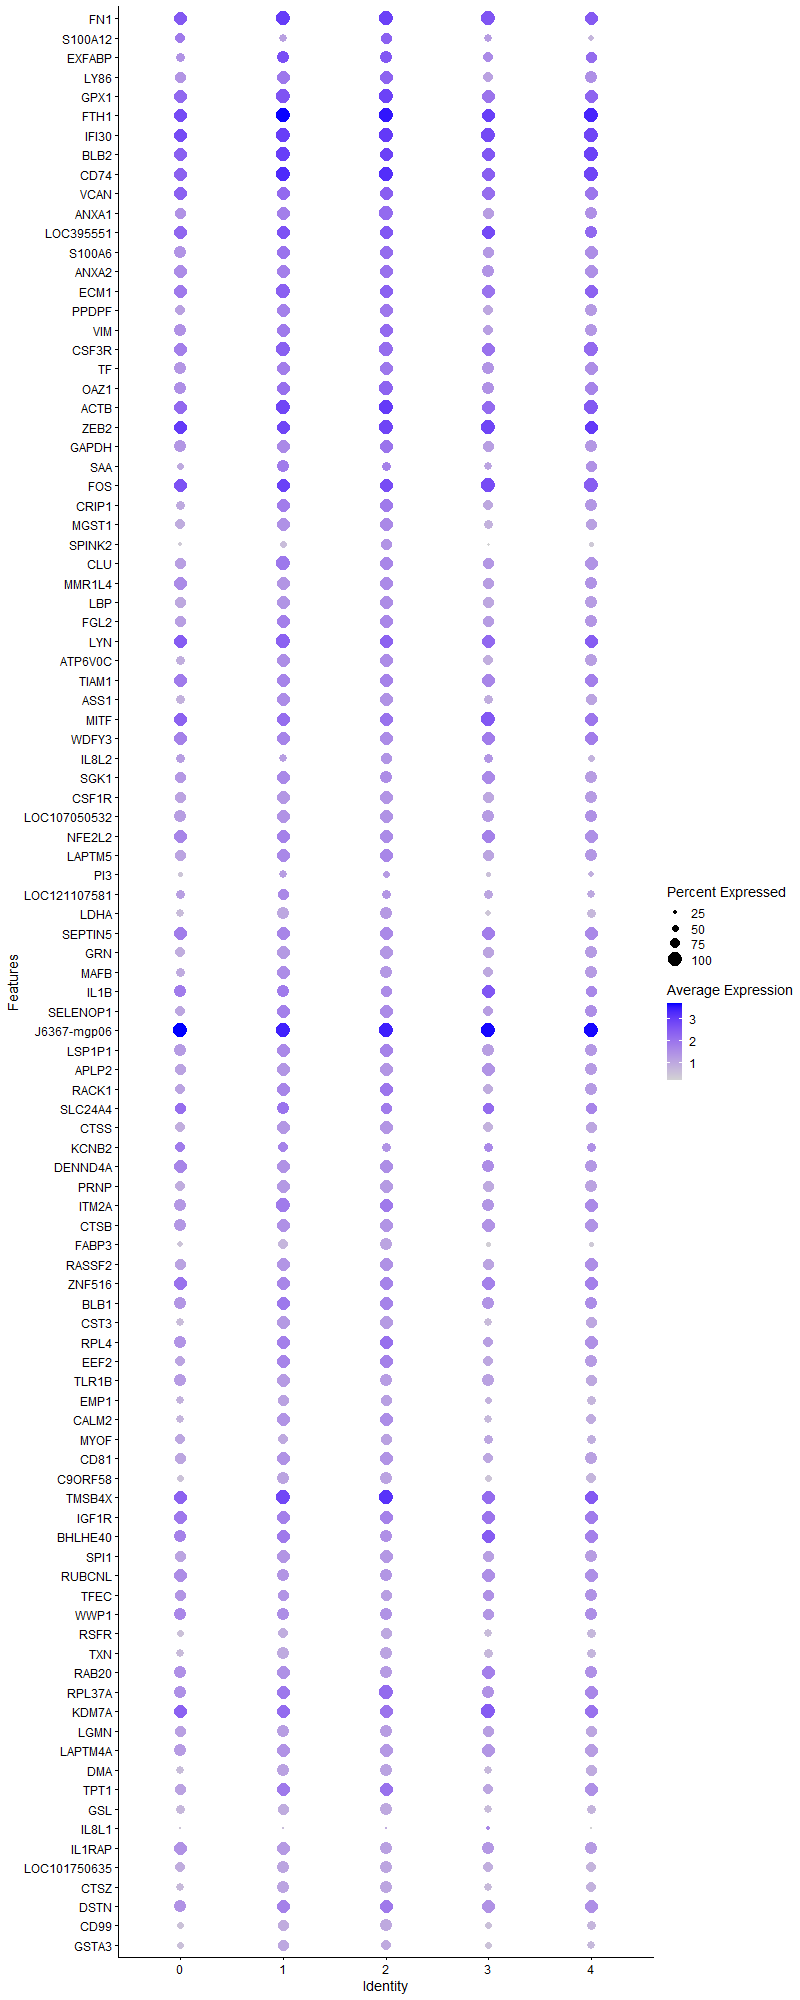 FN1
S100A12
EXFABP
LY86
GPX1
FTH1
IFI30
BLB2
CD74
VCAN
ANXA1
LOC395551
S100A6
ANXA2
ECM1
PPDPF
VIM
CSF3R
TF
OAZ1
ACTB
ZEB2
GAPDH
SAA
FOS
CRIP1
MGST1
SPINK2
CLU
MMR1L4
LBP
FGL2
LYN
ATP6V0C
TIAM1
ASS1
MITF
WDFY3
IL8L2
SGK1
CSF1R
LOC107050532
NFE2L2
LAPTM5
PI3
LOC121107581
LDHA
SEPTIN5
GRN
MAFB
IL1B
SELENOP1
J6367-mgp06
LSP1P1
APLP2
RACK1
SLC24A4
CTSS
KCNB2
DENND4A
PRNP
ITM2A
CTSB
FABP3
RASSF2
ZNF516
BLB1
CST3
RPL4
EEF2
TLR1B
EMP1
CALM2
MYOF
CD81
C9ORF58
TMSB4X
IGF1R
BHLHE40
SPI1
RUBCNL
TFEC
WWP1
RSFR
TXN
RAB20
RPL37A
KDM7A
LGMN
LAPTM4A
DMA
TPT1
GSL
IL8L1
IL1RAP
LOC101750635
CTSZ
DSTN
CD99
GSTA3
Features
0 1 2 3 4
Identity
Percent Expressed
25
50
75
100
Average Expression
3
2
1